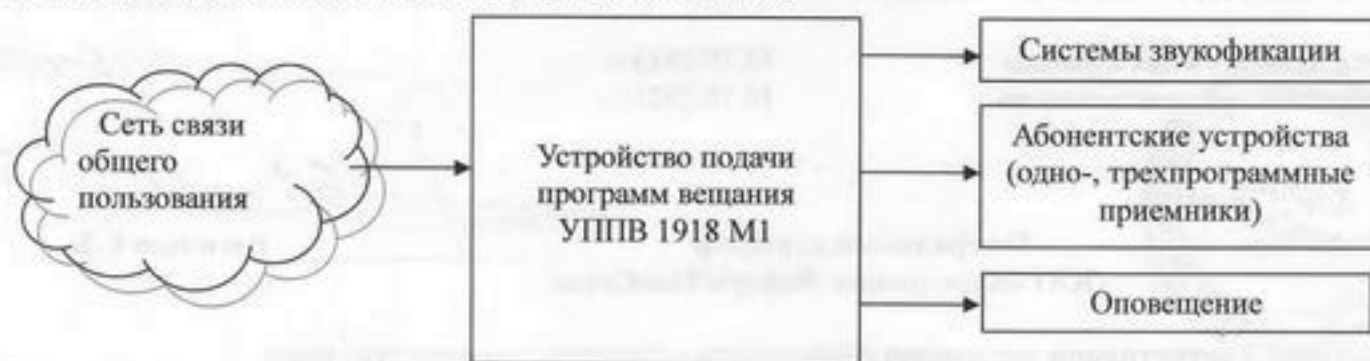 Сеть связи
общего
пользования
Устройство подачи
программ вещания
УППВ 1918 М1
Системы звукофикации
Абонентские устройства
(одно-, трехпрограммные
приемники)
Оповещение